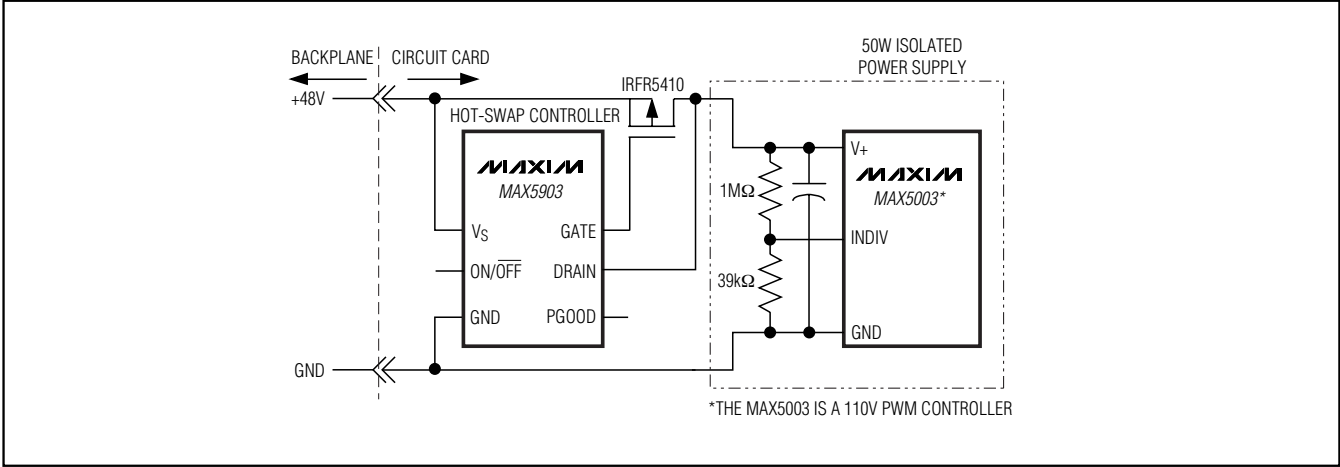 50W ISOLATED
POWER SUPPLY
BACKPLANE CIRCUIT CARD
+48V
IRFR5410
HOT-SWAP CONTROLLER
MAXIM
MAX5903
VS
ON/OFF
GND
GATE
DRAIN
PGOOD
1MΩ
39kΩ
V+
MAXIM
MAX5003*
INDIV
GND
GND
*THE MAX5003 IS A 110V PWM CONTROLLER